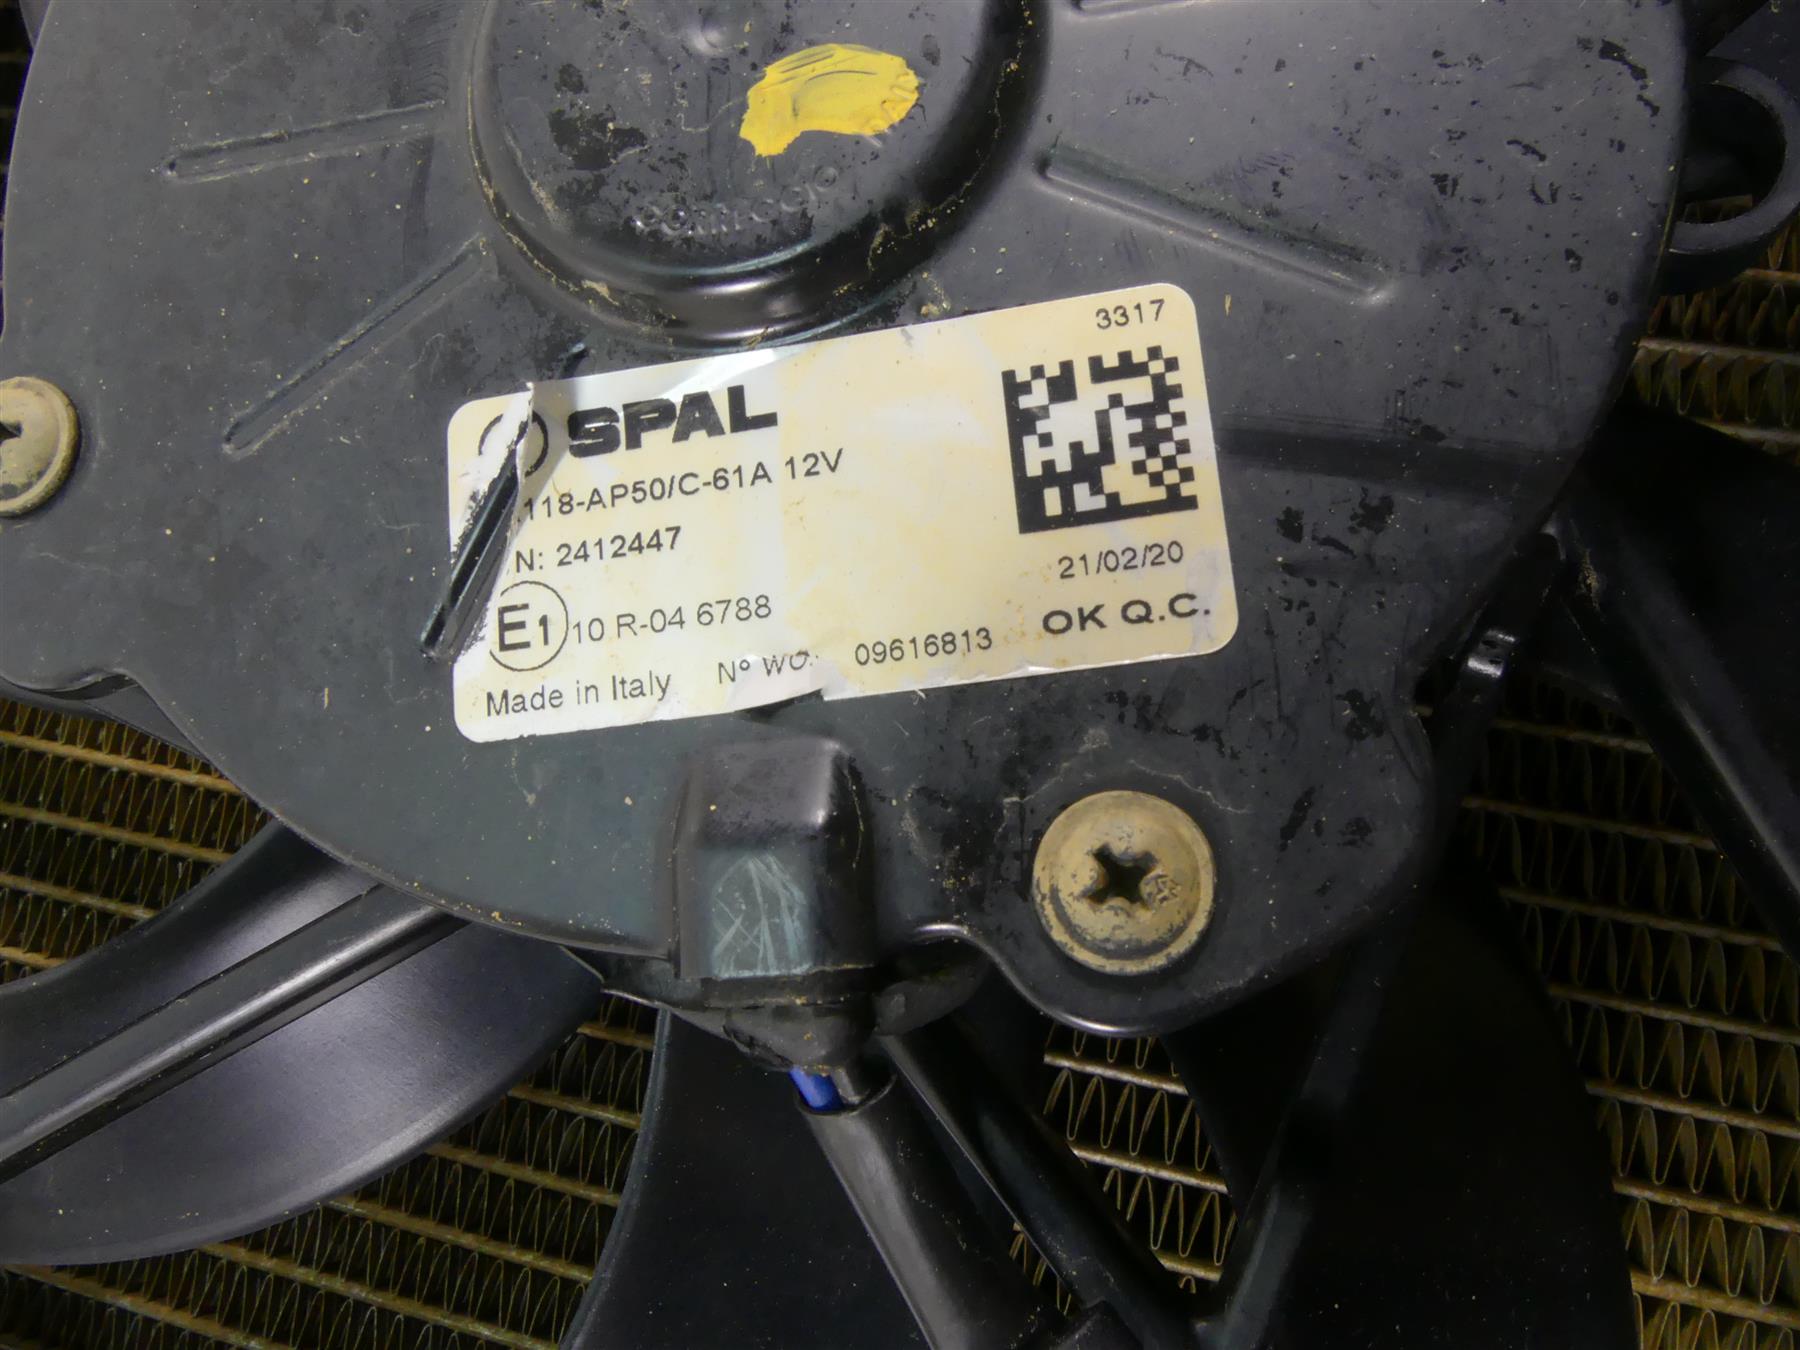 3317
SPAL
118-AP50/C-61A 12V
N: 2412447
21/02/20
E1 10 R-04 6788
OK Q.C.
Made in Italy N° WO. 09616813